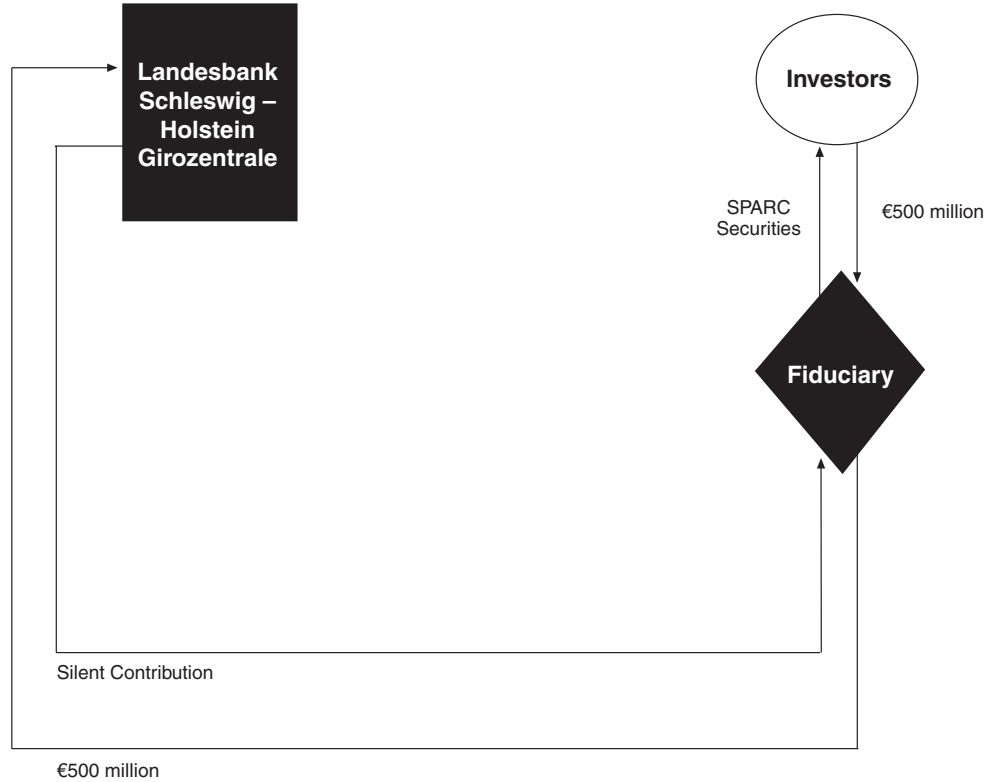 Landesbank
Schleswig –
Holstein
Girozentrale
Investors
SPARC
Securities
€500 million
Fiduciary
Silent Contribution
€500 million